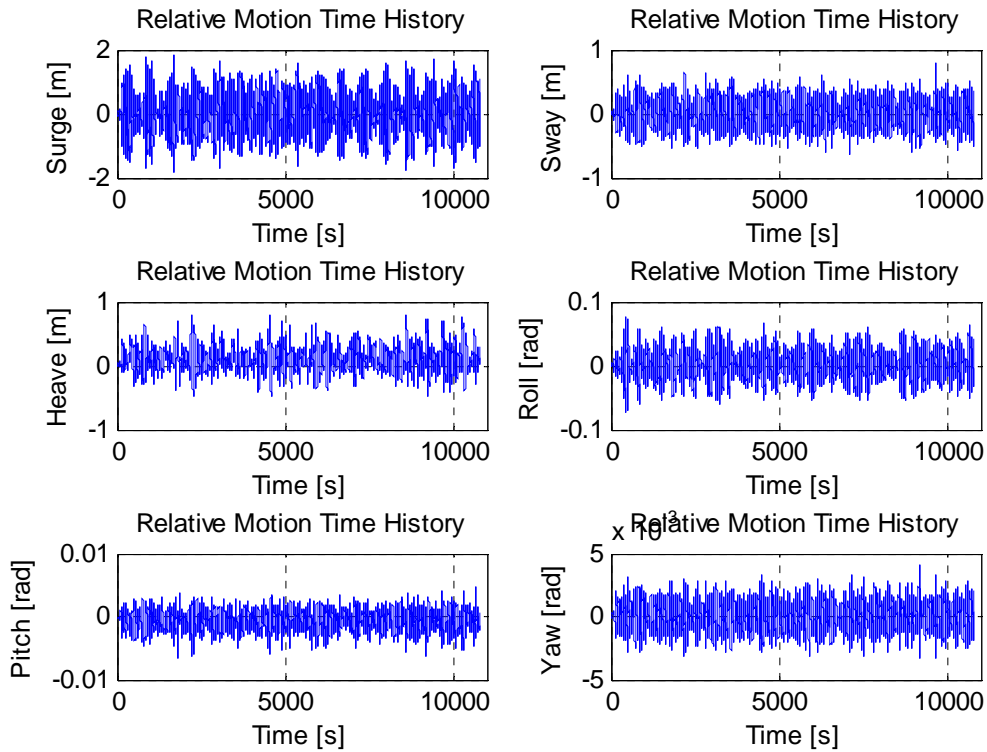 Relative Motion Time History
Surge [m]
2
0
-2
0
5000
10000
Time [s]
Relative Motion Time History
Sway [m]
1
0
-1
0
5000
10000
Time [s]
Relative Motion Time History
Heave [m]
1
0
-1
0
5000
10000
Time [s]
Relative Motion Time History
Roll [rad]
0.1
0
-0.1
0
5000
10000
Time [s]
Relative Motion Time History
Pitch [rad]
0.01
0
-0.01
0
5000
10000
Time [s]
Relative Motion Time History
x 10⁻³
Yaw [rad]
5
0
-5
0
5000
10000
Time [s]